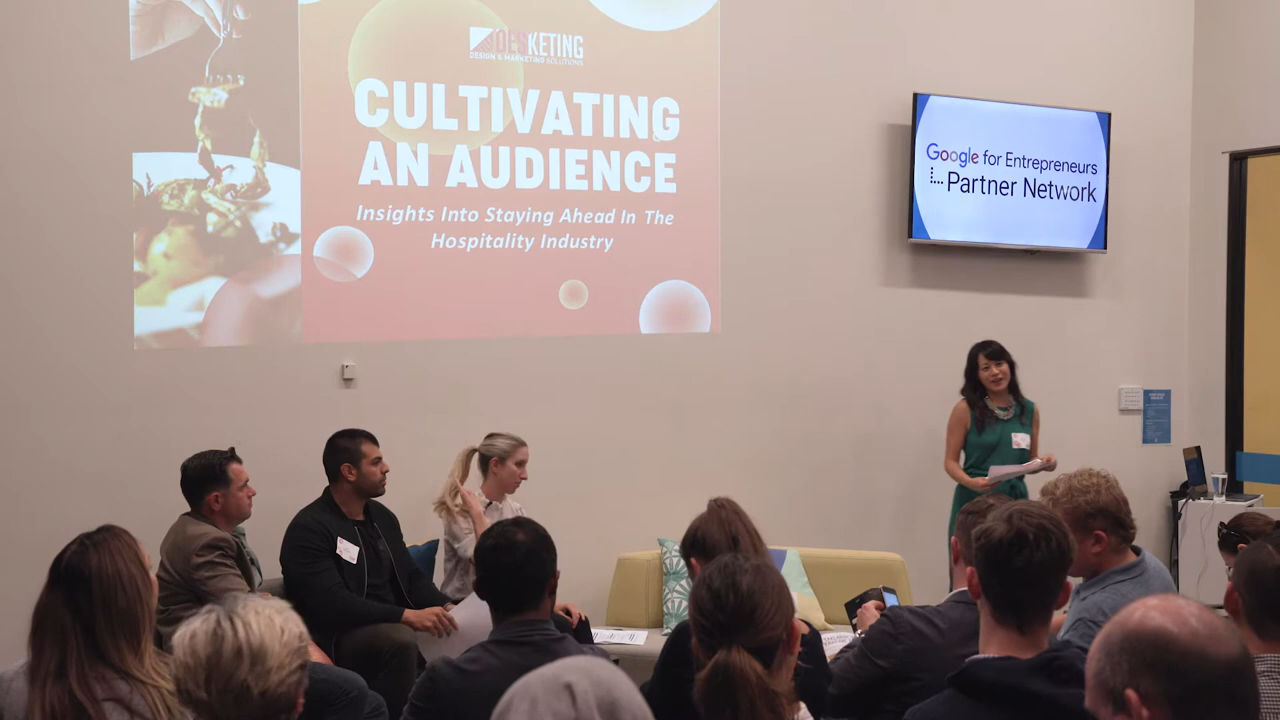 DESKETING
DESIGN & MARKETING SOLUTIONS
CULTIVATING
AN AUDIENCE
Insights Into Staying Ahead In The
Hospitality Industry
Google for Entrepreneurs
Partner Network